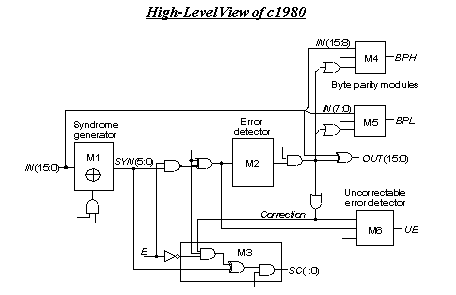 High-Level View of c1980
IN(15:8)
M4
BPH
Byte parity modules
IN(7:0)
M5
BPL
Syndrome
generator
Error
detector
M1
SYN(5:0)
M2
IN(15:0)
OUT(15:0)
Uncorrectable
error detector
Correction
M6
UE
E
M3
SC(:0)